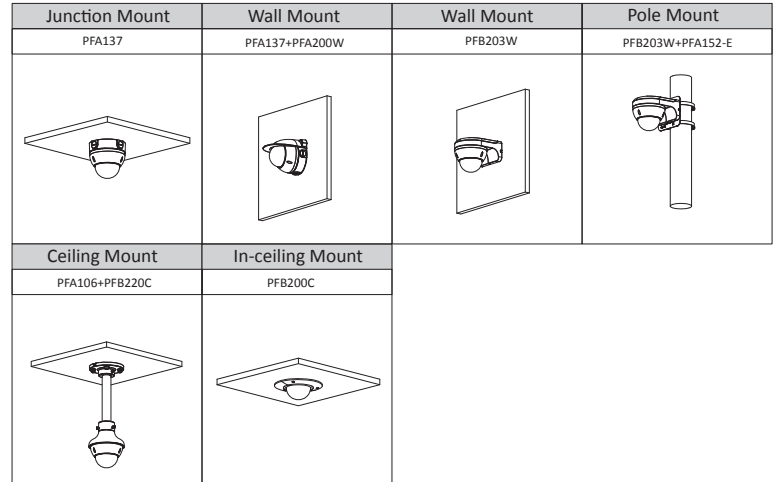 Junction Mount
Wall Mount
Wall Mount
Pole Mount
PFA137
PFA137+PFA200W
PFB203W
PFB203W+PFA152-E
Ceiling Mount
In-ceiling Mount
PFA106+PFB220C
PFB200C